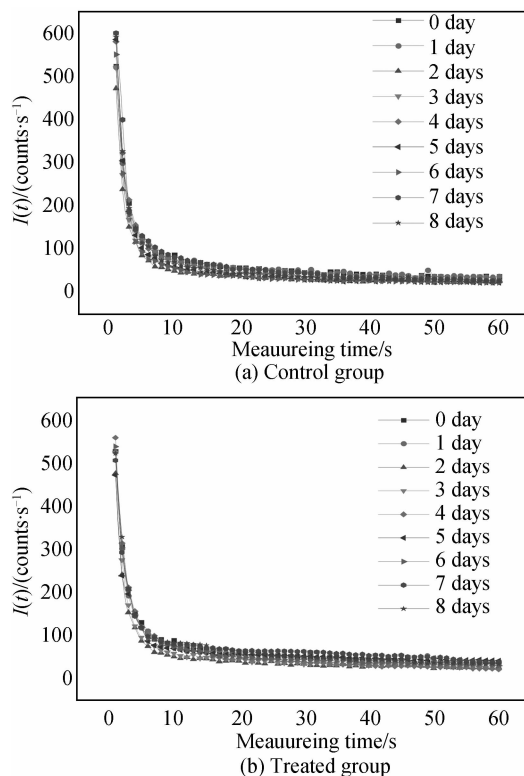 600
500
400
300
200
100
0
I(t)/(counts·s⁻¹)
0 day
1 day
2 days
3 days
4 days
5 days
6 days
7 days
8 days
0 10 20 30 40 50 60
Meauureing time/s
(a) Control group
600
500
400
300
200
100
0
I(t)/(counts·s⁻¹)
0 day
1 day
2 days
3 days
4 days
5 days
6 days
7 days
8 days
0 10 20 30 40 50 60
Meauureing time/s
(b) Treated group